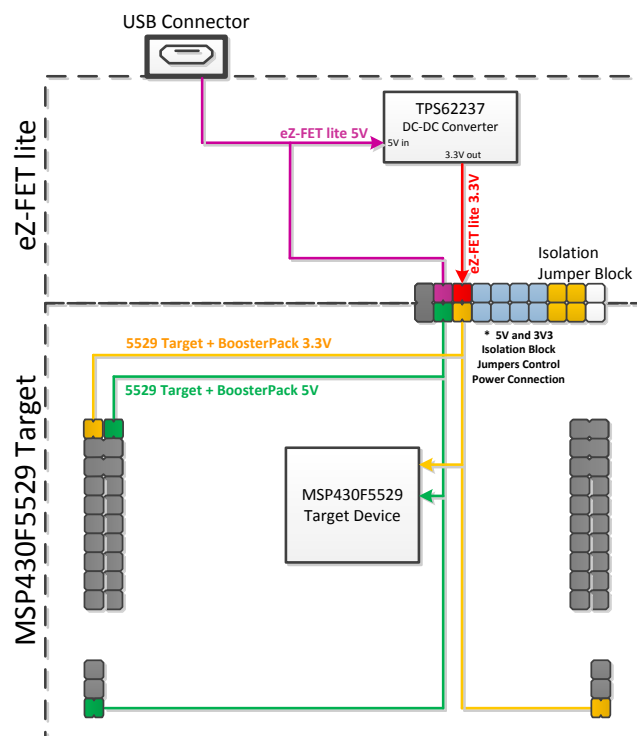 USB Connector
eZ-FET lite
TPS62237
DC-DC Converter
5V in
3.3V out
eZ-FET lite 5V
eZ-FET lite 3.3V
Isolation
Jumper Block
* 5V and 3V3
Isolation Block
Jumpers Control
Power Connection
MSP430F5529 Target
5529 Target + BoosterPack 3.3V
5529 Target + BoosterPack 5V
MSP430F5529
Target Device